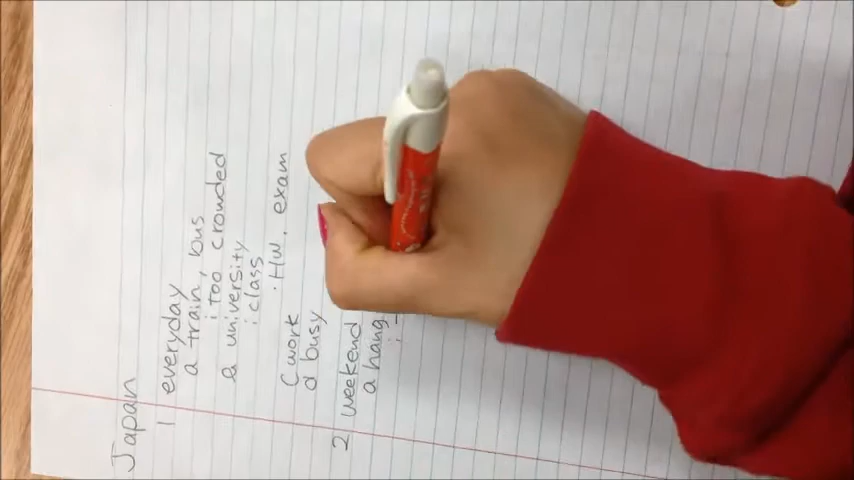 Japan
1 everyday
a train, bus
i too crowded
b university
i class
· HW, exam
c work
d busy
2 weekend
a hang
i